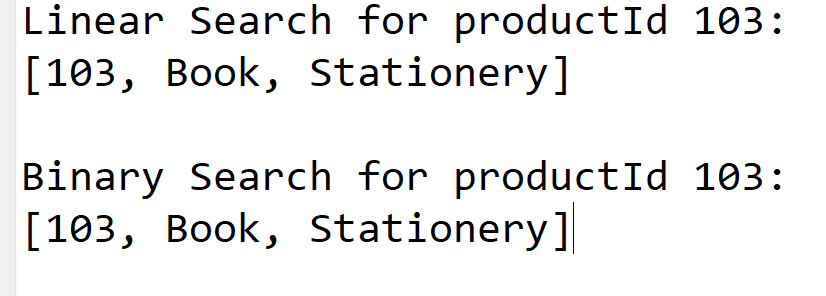 Linear Search for productId 103:
[103, Book, Stationery]
Binary Search for productId 103:
[103, Book, Stationery]